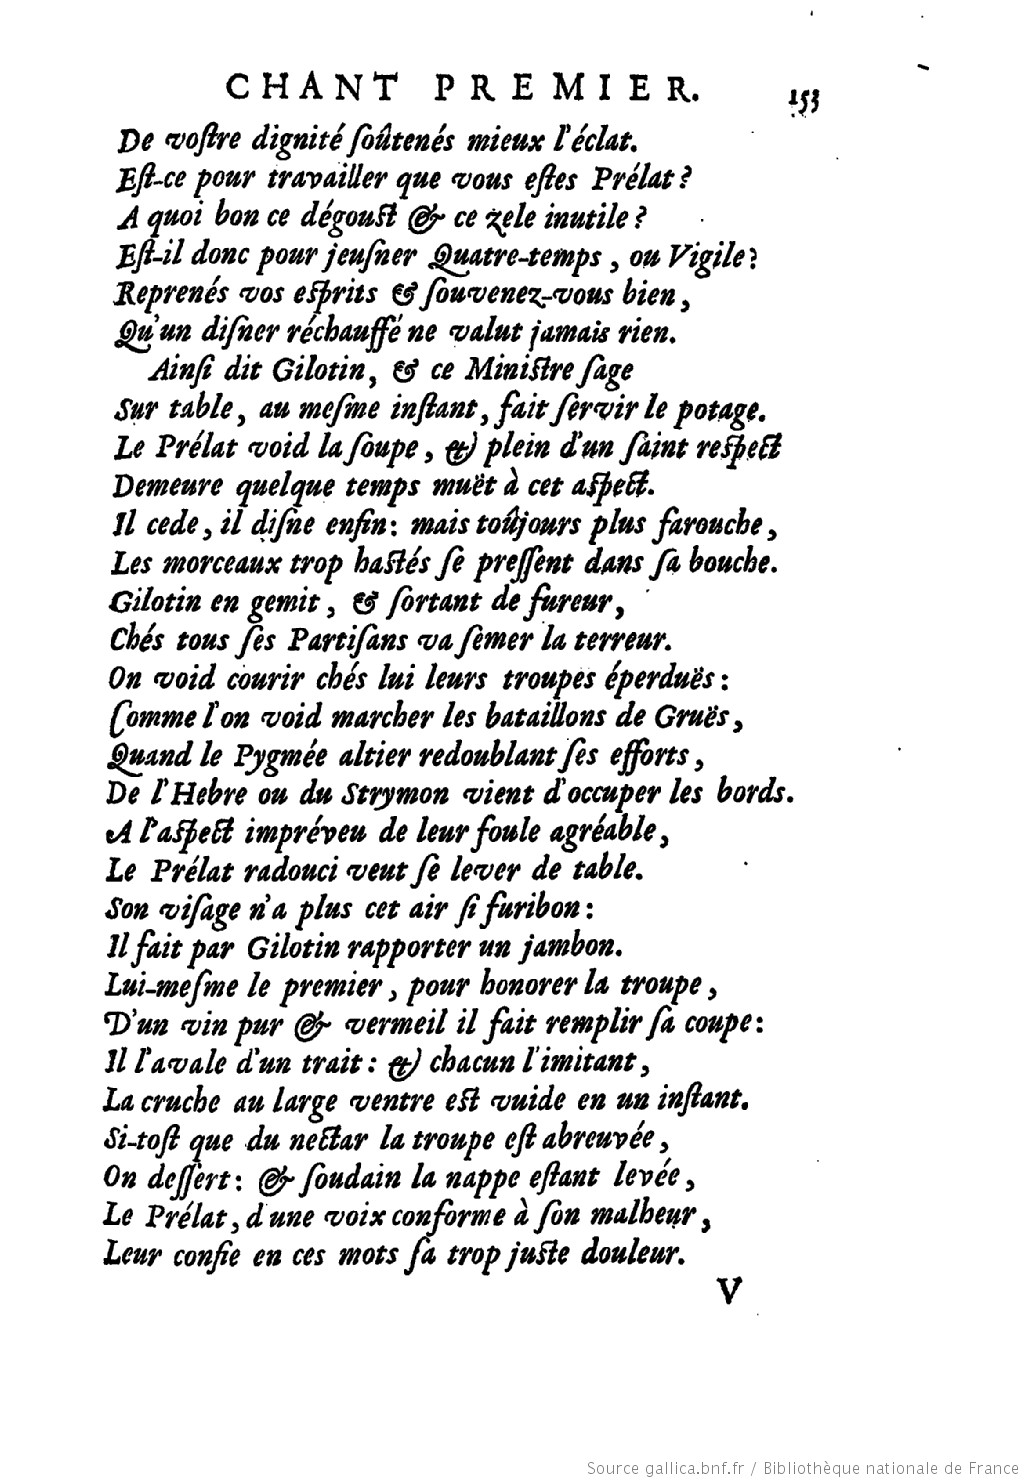 CHANT PREMIER. 153
De voſtre dignité ſoûtenés mieux l'éclat.
Eſt-ce pour travailler que vous eſtes Prélat?
A quoi bon ce dégouſt & ce zele inutile?
Eſt-il donc pour jeuſner Quatre-temps, ou Vigile?
Reprenés vos eſprits & ſouvenez-vous bien,
Qu'un diſner réchauffé ne valut jamais rien.
Ainſi dit Gilotin, & ce Miniſtre ſage
Sur table, au meſme inſtant, fait ſervir le potage.
Le Prélat void la ſoupe, & plein d'un ſaint reſpect
Demeure quelque temps muët à cet aſpect.
Il cede, il diſne enfin: mais toûjours plus farouche,
Les morceaux trop haſtés ſe preſſent dans ſa bouche.
Gilotin en gemit, & ſortant de fureur,
Chés tous ſes Partiſans va ſemer la terreur.
On void courir chés lui leurs troupes éperduës:
Comme l'on void marcher les bataillons de Gruës,
Quand le Pygmée altier redoublant ſes efforts,
De l'Hebre ou du Strymon vient d'occuper les bords.
A l'aſpect impréveu de leur foule agréable,
Le Prélat radouci veut ſe lever de table.
Son viſage n'a plus cet air ſi furibon:
Il fait par Gilotin rapporter un jambon.
Lui-meſme le premier, pour honorer la troupe,
D'un vin pur & vermeil il fait remplir ſa coupe:
Il l'avale d'un trait: & chacun l'imitant,
La cruche au large ventre eſt vuide en un inſtant.
Si-toſt que du nectar la troupe eſt abreuvée,
On deſſert: & ſoudain la nappe eſtant levée,
Le Prélat, d'une voix conforme à ſon malheur,
Leur confie en ces mots ſa trop juſte douleur.
V
Source gallica.bnf.fr / Bibliothèque nationale de France